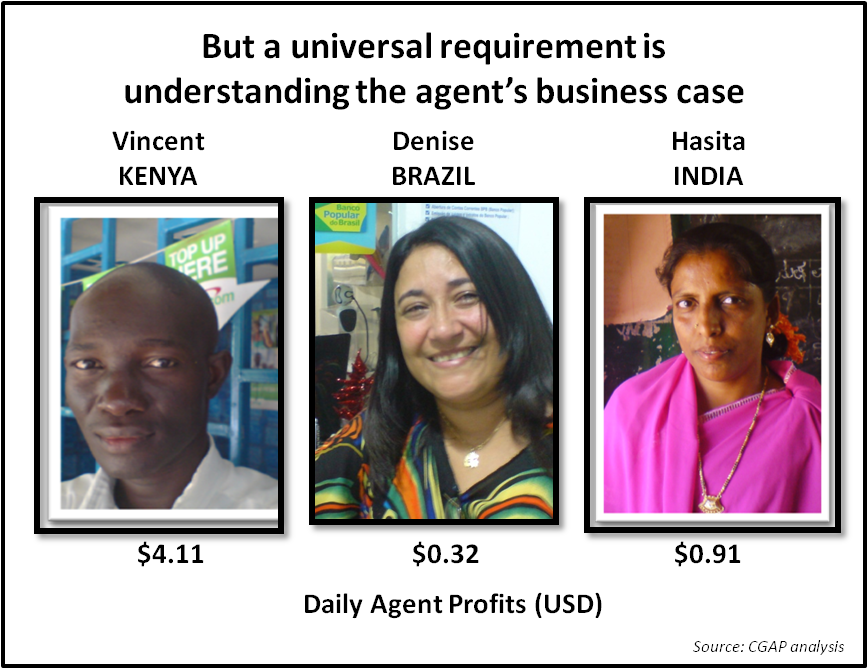 But a universal requirement is
understanding the agent's business case
Vincent
KENYA
Denise
BRAZIL
Hasita
INDIA
TOP UP
HERE
.com
Banco
Popular
do Brasil
$4.11
$0.32
$0.91
Daily Agent Profits (USD)
Source: CGAP analysis